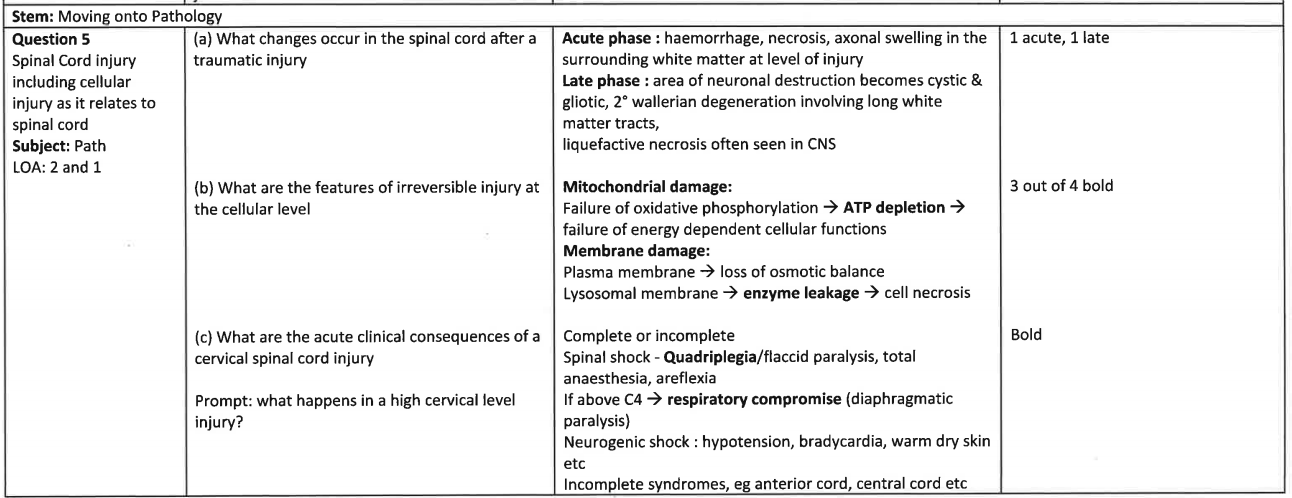 Stem: Moving onto Pathology
Question 5
Spinal Cord injury
including cellular
injury as it relates to
spinal cord
Subject: Path
LOA: 2 and 1
(a) What changes occur in the spinal cord after a
traumatic injury
Acute phase : haemorrhage, necrosis, axonal swelling in the
surrounding white matter at level of injury
Late phase : area of neuronal destruction becomes cystic &
gliotic, 2° wallerian degeneration involving long white
matter tracts,
liquefactive necrosis often seen in CNS
1 acute, 1 late
(b) What are the features of irreversible injury at
the cellular level
Mitochondrial damage:
Failure of oxidative phosphorylation → ATP depletion →
failure of energy dependent cellular functions
Membrane damage:
Plasma membrane → loss of osmotic balance
Lysosomal membrane → enzyme leakage → cell necrosis
3 out of 4 bold
(c) What are the acute clinical consequences of a
cervical spinal cord injury
Prompt: what happens in a high cervical level
injury?
Complete or incomplete
Spinal shock - Quadriplegia/flaccid paralysis, total
anaesthesia, areflexia
If above C4 → respiratory compromise (diaphragmatic
paralysis)
Neurogenic shock : hypotension, bradycardia, warm dry skin
etc
Incomplete syndromes, eg anterior cord, central cord etc
Bold